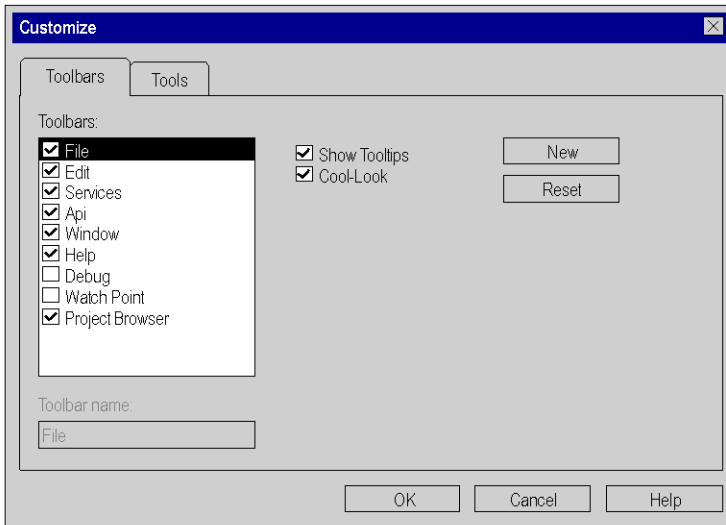 Customize
Toolbars
Tools
Toolbars:
File
Edit
Services
Api
Window
Help
Debug
Watch Point
Project Browser
Show Tooltips
Cool-Look
New
Reset
Toolbar name:
File
OK
Cancel
Help